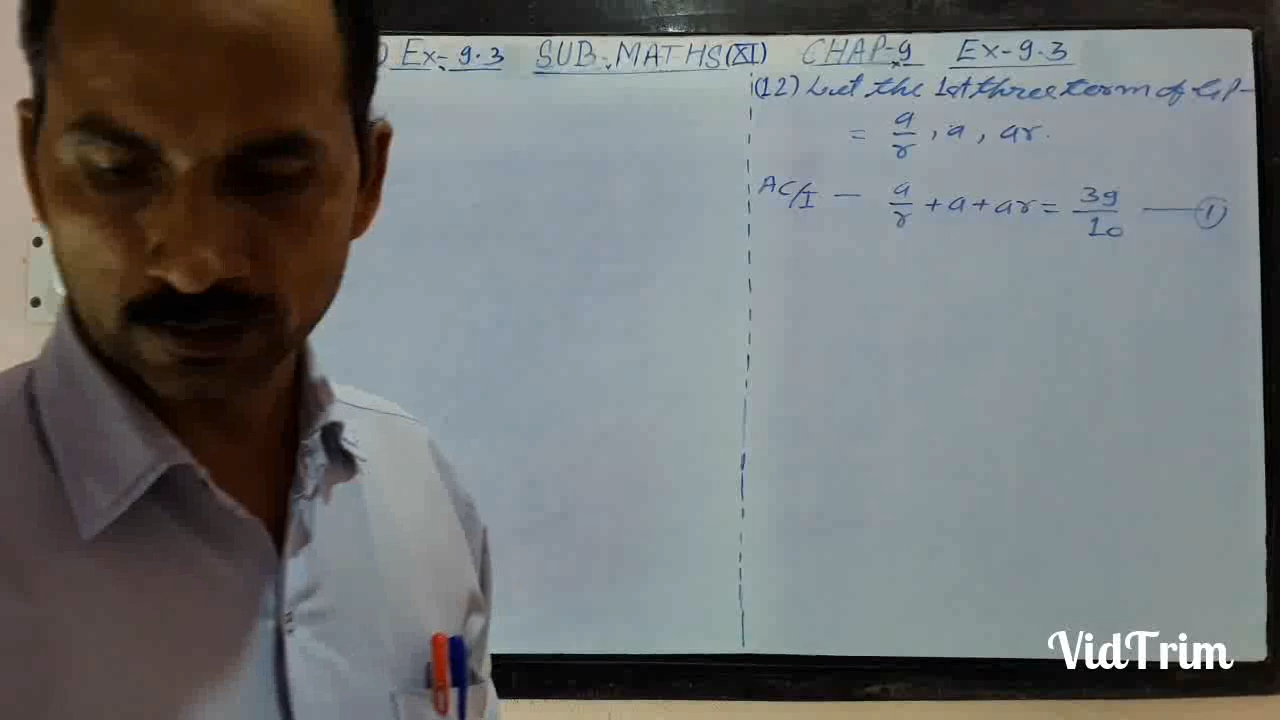 ) Ex-9.3 SUB-MATHS(XI) CHAP-9 Ex-9.3
(12) Let the 1st three term of G.P-
= a/r , a , ar.
AC/I — a/r + a + ar = 39/10 —— ①
VidTrim